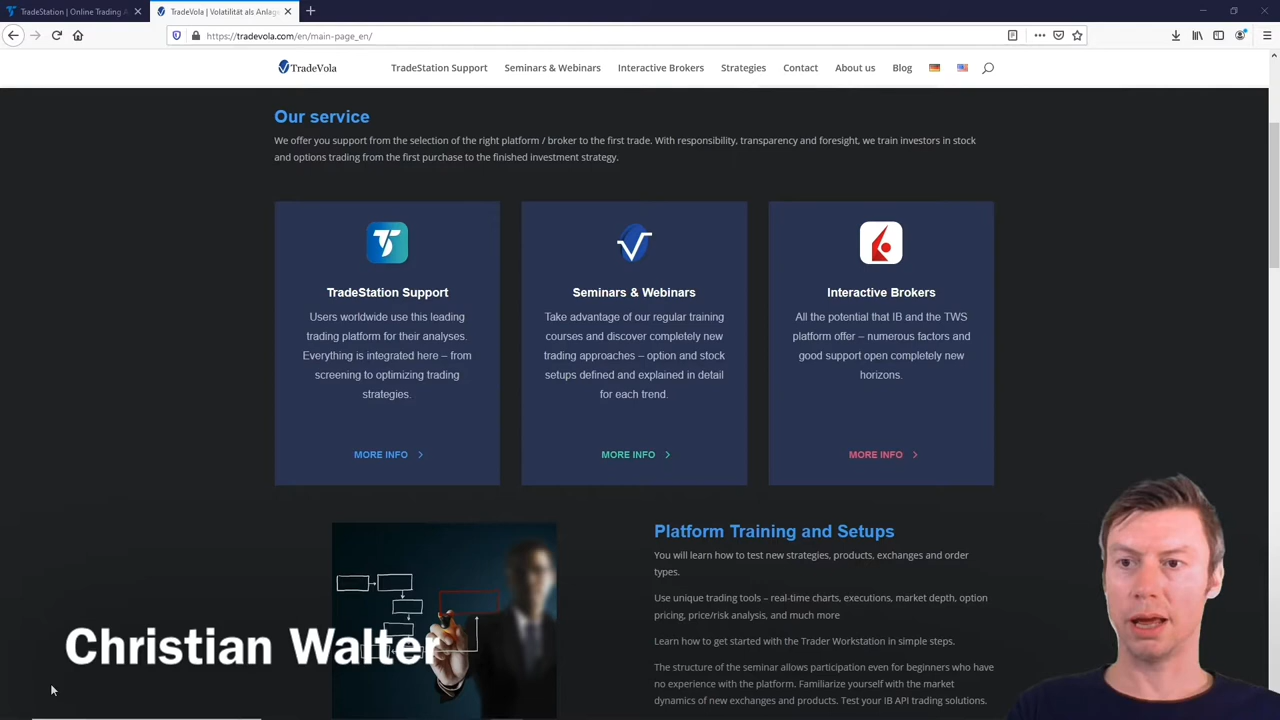 TradeStation | Online Trading A
TradeVola | Volatilität als Anlage
https://tradevola.com/en/main-page_en/
TradeVola
TradeStation Support
Seminars & Webinars
Interactive Brokers
Strategies
Contact
About us
Blog
Our service
We offer you support from the selection of the right platform / broker to the first trade. With responsibility, transparency and foresight, we train investors in stock
and options trading from the first purchase to the finished investment strategy.
TradeStation Support
Users worldwide use this leading
trading platform for their analyses.
Everything is integrated here – from
screening to optimizing trading
strategies.
MORE INFO
Seminars & Webinars
Take advantage of our regular training
courses and discover completely new
trading approaches – option and stock
setups defined and explained in detail
for each trend.
MORE INFO
Interactive Brokers
All the potential that IB and the TWS
platform offer – numerous factors and
good support open completely new
horizons.
MORE INFO
Platform Training and Setups
You will learn how to test new strategies, products, exchanges and order
types.
Use unique trading tools – real-time charts, executions, market depth, option
pricing, price/risk analysis, and much more
Learn how to get started with the Trader Workstation in simple steps.
The structure of the seminar allows participation even for beginners who have
no experience with the platform. Familiarize yourself with the market
dynamics of new exchanges and products. Test your IB API trading solutions.
Christian Walter